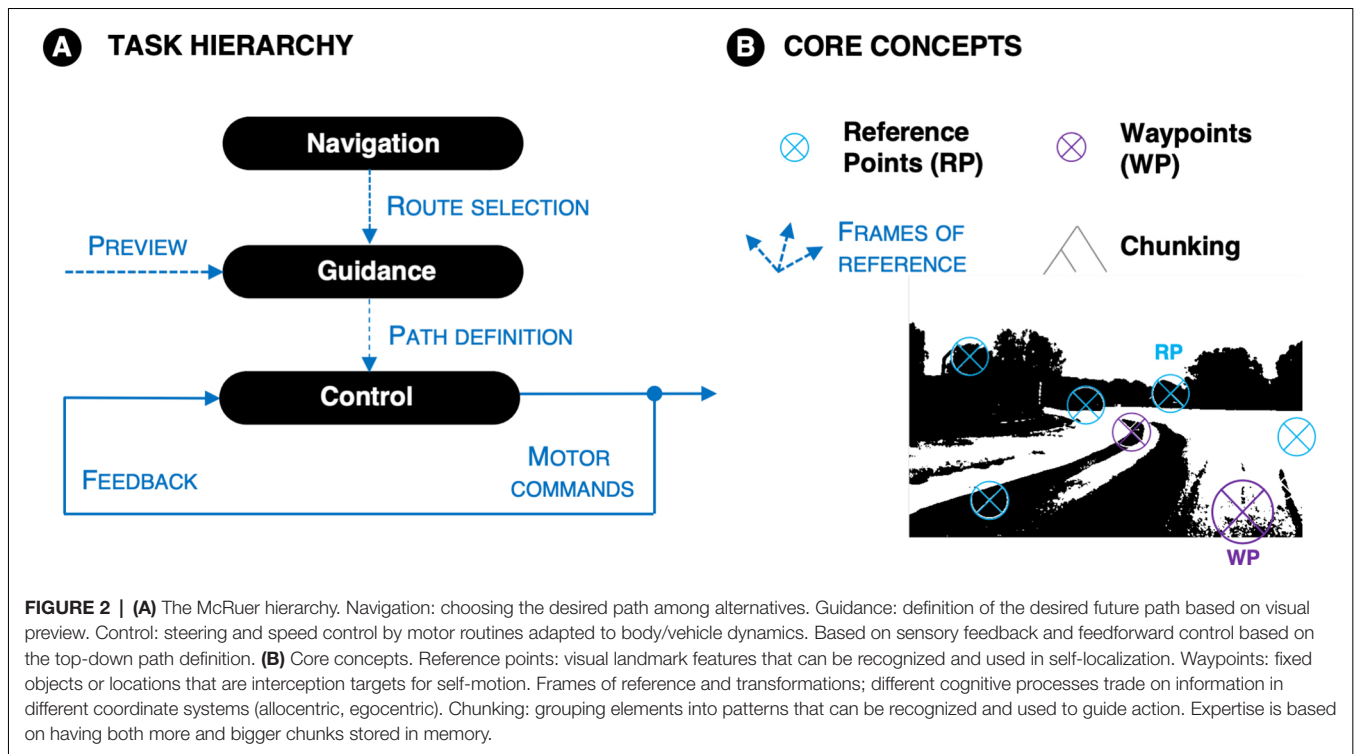 A TASK HIERARCHY
Navigation
ROUTE SELECTION
PREVIEW
Guidance
PATH DEFINITION
Control
FEEDBACK
MOTOR
COMMANDS
B CORE CONCEPTS
Reference
Points (RP)
Waypoints
(WP)
FRAMES OF
REFERENCE
Chunking
RP
WP
FIGURE 2 | (A) The McRuer hierarchy. Navigation: choosing the desired path among alternatives. Guidance: definition of the desired future path based on visual
preview. Control: steering and speed control by motor routines adapted to body/vehicle dynamics. Based on sensory feedback and feedforward control based on
the top-down path definition. (B) Core concepts. Reference points: visual landmark features that can be recognized and used in self-localization. Waypoints: fixed
objects or locations that are interception targets for self-motion. Frames of reference and transformations; different cognitive processes trade on information in
different coordinate systems (allocentric, egocentric). Chunking: grouping elements into patterns that can be recognized and used to guide action. Expertise is based
on having both more and bigger chunks stored in memory.